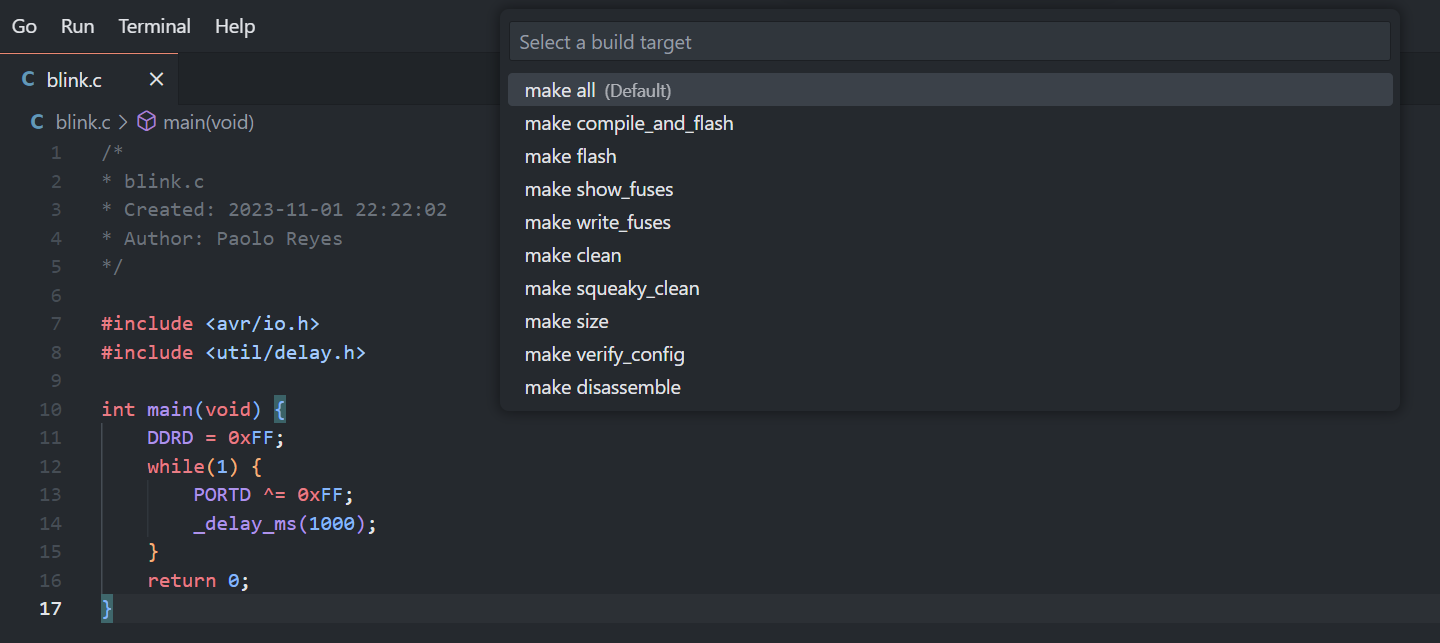 Go Run Terminal Help
C blink.c ×
C blink.c > main(void)
Select a build target
make all (Default)
make compile_and_flash
make flash
make show_fuses
make write_fuses
make clean
make squeaky_clean
make size
make verify_config
make disassemble
1 /*
2 * blink.c
3 * Created: 2023-11-01 22:22:02
4 * Author: Paolo Reyes
5 */
6
7 #include <avr/io.h>
8 #include <util/delay.h>
9
10 int main(void) {
11     DDRD = 0xFF;
12     while(1) {
13         PORTD ^= 0xFF;
14         _delay_ms(1000);
15     }
16     return 0;
17 }